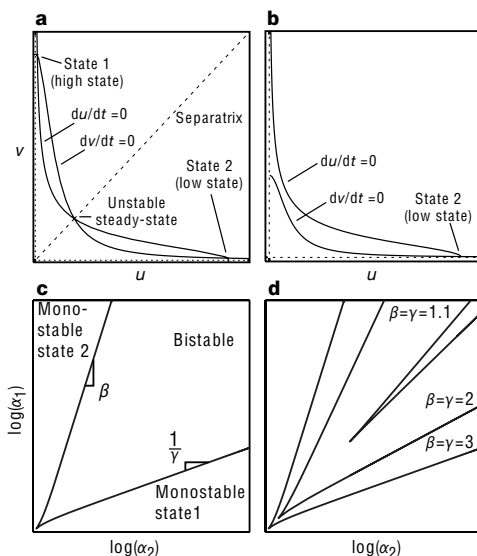 a
State 1
(high state)
du/dt =0
dv/dt =0
Separatrix
Unstable
steady-state
State 2
(low state)
v
u
b
du/dt =0
dv/dt =0
State 2
(low state)
u
c
Mono-
stable
state 2
β
Bistable
1
γ
Monostable
state1
log(α₁)
log(α₂)
d
β=γ=1.1
β=γ=2
β=γ=3
log(α₂)